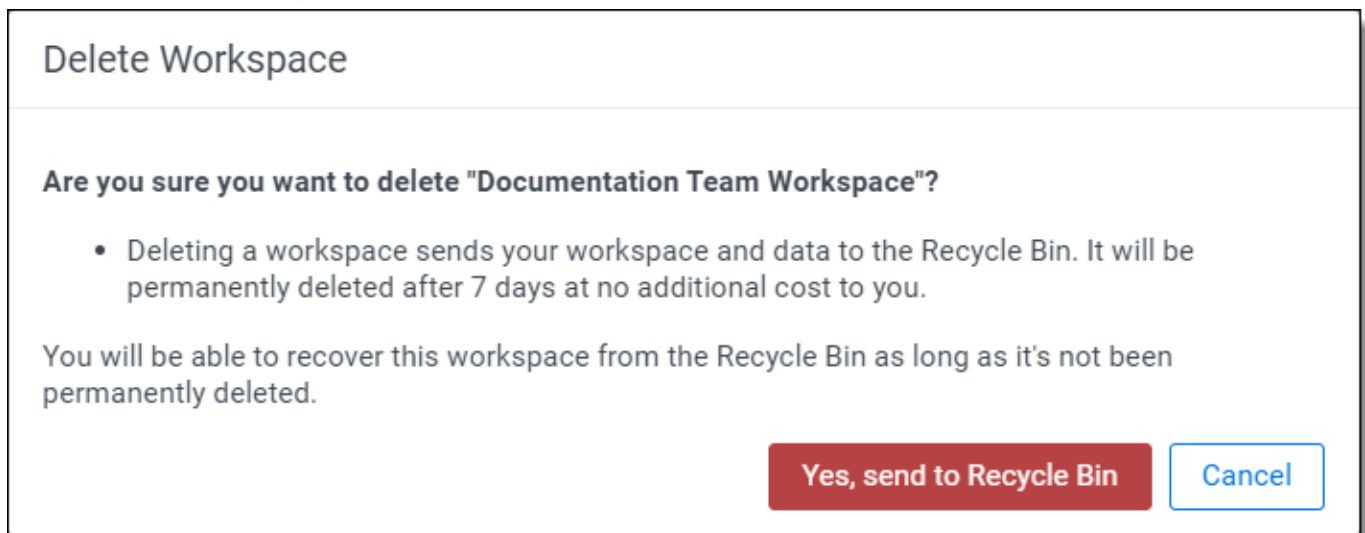 Delete Workspace
Are you sure you want to delete "Documentation Team Workspace"?
• Deleting a workspace sends your workspace and data to the Recycle Bin. It will be
permanently deleted after 7 days at no additional cost to you.
You will be able to recover this workspace from the Recycle Bin as long as it's not been
permanently deleted.
Yes, send to Recycle Bin Cancel